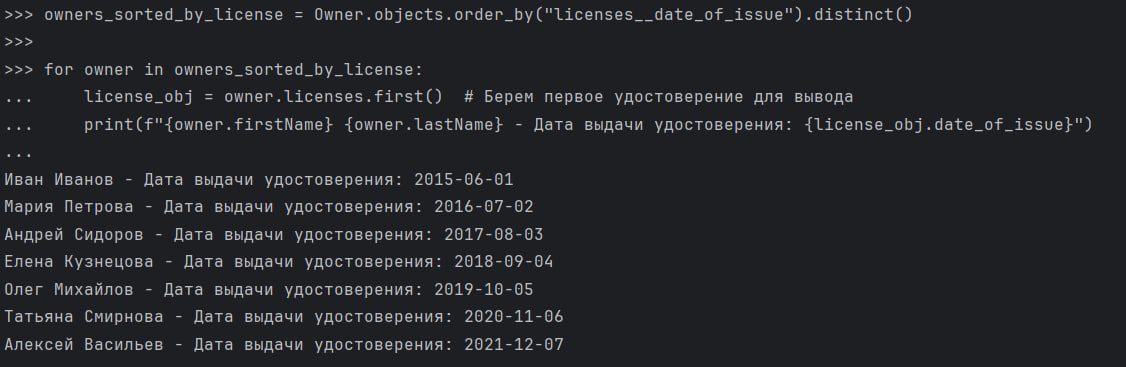 >>> owners_sorted_by_license = Owner.objects.order_by("licenses__date_of_issue").distinct()
>>>
>>> for owner in owners_sorted_by_license:
...     license_obj = owner.licenses.first()  # Берем первое удостоверение для вывода
...     print(f"{owner.firstName} {owner.lastName} - Дата выдачи удостоверения: {license_obj.date_of_issue}")
...
Иван Иванов - Дата выдачи удостоверения: 2015-06-01
Мария Петрова - Дата выдачи удостоверения: 2016-07-02
Андрей Сидоров - Дата выдачи удостоверения: 2017-08-03
Елена Кузнецова - Дата выдачи удостоверения: 2018-09-04
Олег Михайлов - Дата выдачи удостоверения: 2019-10-05
Татьяна Смирнова - Дата выдачи удостоверения: 2020-11-06
Алексей Васильев - Дата выдачи удостоверения: 2021-12-07